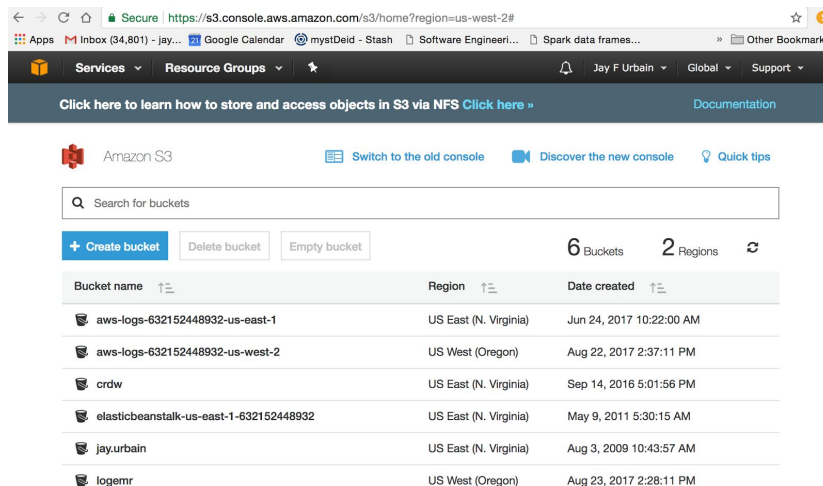 Secure | https://s3.console.aws.amazon.com/s3/home?region=us-west-2#
Apps Inbox (34,801) - jay... 21 Google Calendar mystDeid - Stash Software Engineeri... Spark data frames... » Other Bookmark
Services Resource Groups Jay F Urbain Global Support
Click here to learn how to store and access objects in S3 via NFS Click here » Documentation
Amazon S3 Switch to the old console Discover the new console Quick tips
Search for buckets
+ Create bucket Delete bucket Empty bucket 6 Buckets 2 Regions
Bucket name Region Date created
aws-logs-632152448932-us-east-1 US East (N. Virginia) Jun 24, 2017 10:22:00 AM
aws-logs-632152448932-us-west-2 US West (Oregon) Aug 22, 2017 2:37:11 PM
crdw US East (N. Virginia) Sep 14, 2016 5:01:56 PM
elasticbeanstalk-us-east-1-632152448932 US East (N. Virginia) May 9, 2011 5:30:15 AM
jay.urbain US East (N. Virginia) Aug 3, 2009 10:43:57 AM
logemr US West (Oregon) Aug 23, 2017 2:28:11 PM